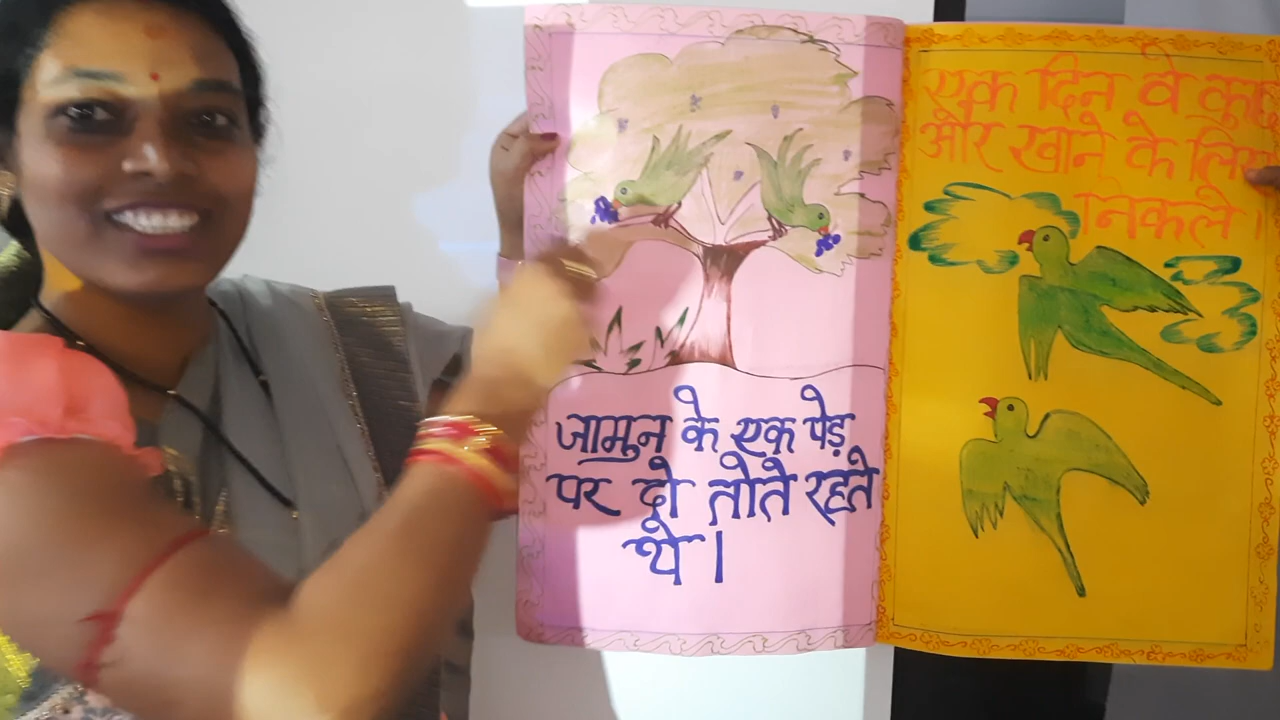 जामुन के एक पेड़
पर दो तोते रहते
थे।
एक दिन वे कुछ
और खाने के लिए
निकले।